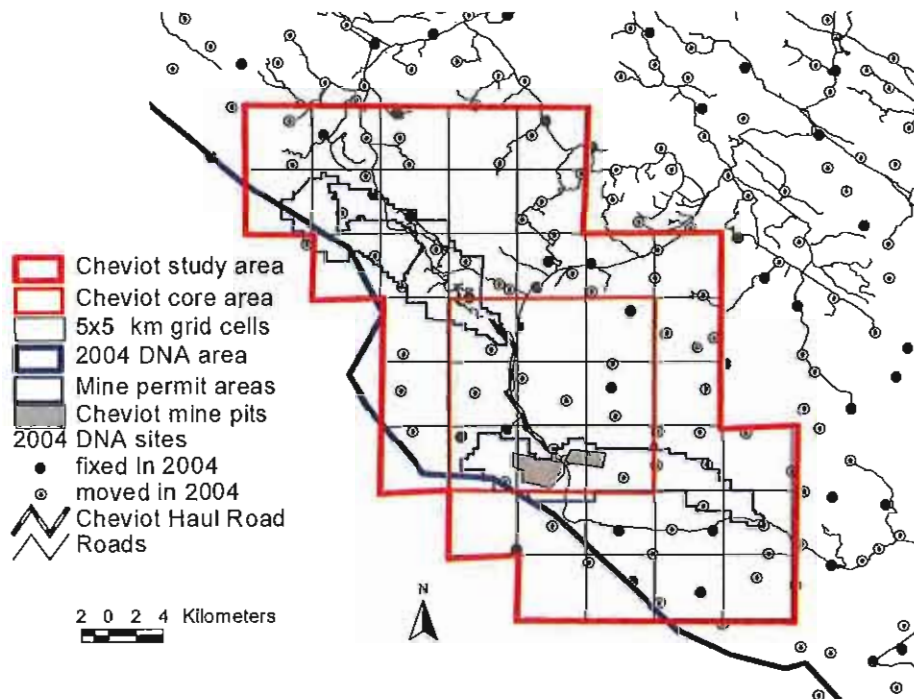 Cheviot study area
Cheviot core area
5x5 km grid cells
2004 DNA area
Mine permit areas
Cheviot mine pits
2004 DNA sites
fixed In 2004
moved in 2004
Cheviot Haul Road
Roads
2 0 2 4 Kilometers
N